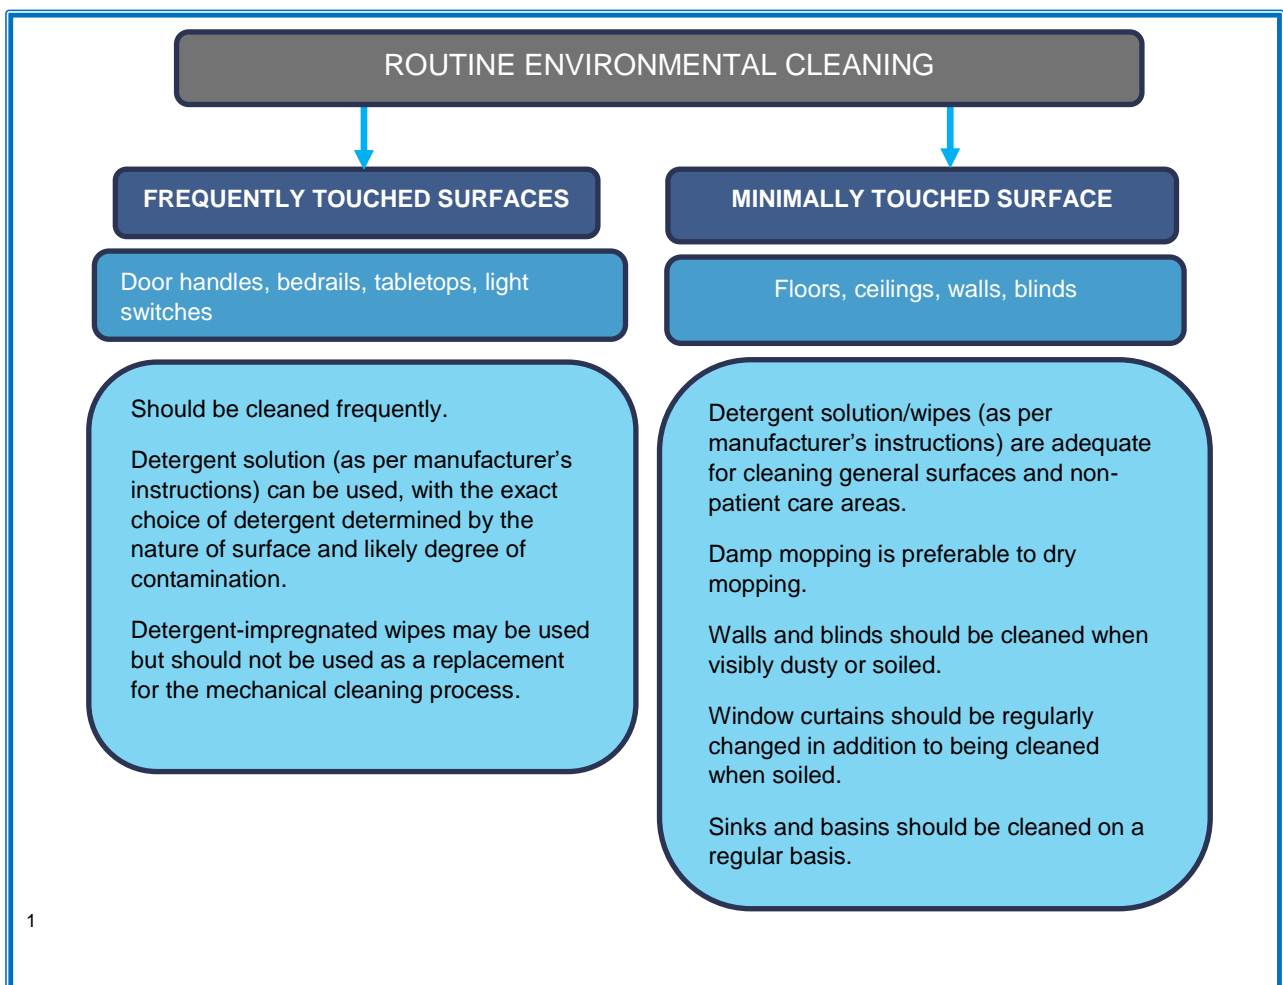 ROUTINE ENVIRONMENTAL CLEANING
FREQUENTLY TOUCHED SURFACES
Door handles, bedrails, tabletops, light
switches
Should be cleaned frequently.
Detergent solution (as per manufacturer’s
instructions) can be used, with the exact
choice of detergent determined by the
nature of surface and likely degree of
contamination.
Detergent-impregnated wipes may be used
but should not be used as a replacement
for the mechanical cleaning process.
MINIMALLY TOUCHED SURFACE
Floors, ceilings, walls, blinds
Detergent solution/wipes (as per
manufacturer’s instructions) are adequate
for cleaning general surfaces and non-
patient care areas.
Damp mopping is preferable to dry
mopping.
Walls and blinds should be cleaned when
visibly dusty or soiled.
Window curtains should be regularly
changed in addition to being cleaned
when soiled.
Sinks and basins should be cleaned on a
regular basis.
1